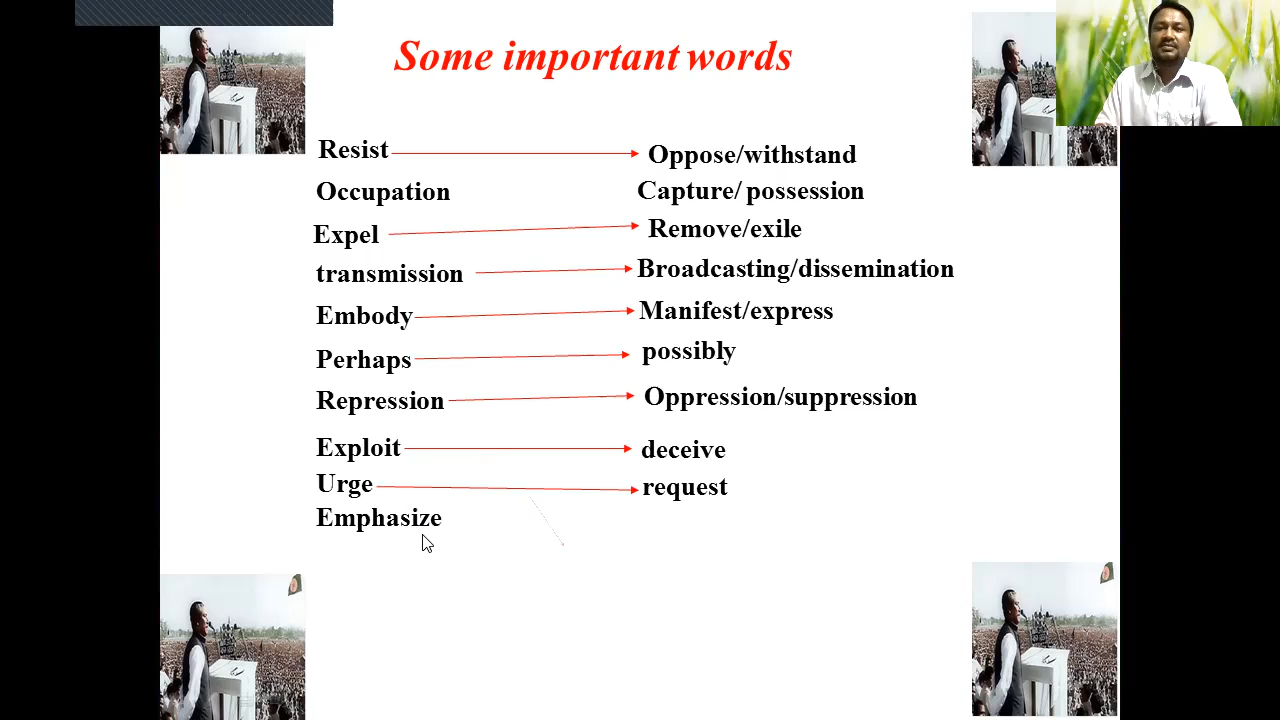 Some important words
Resist Oppose/withstand
Occupation Capture/ possession
Expel Remove/exile
transmission Broadcasting/dissemination
Embody Manifest/express
Perhaps possibly
Repression Oppression/suppression
Exploit deceive
Urge request
Emphasize